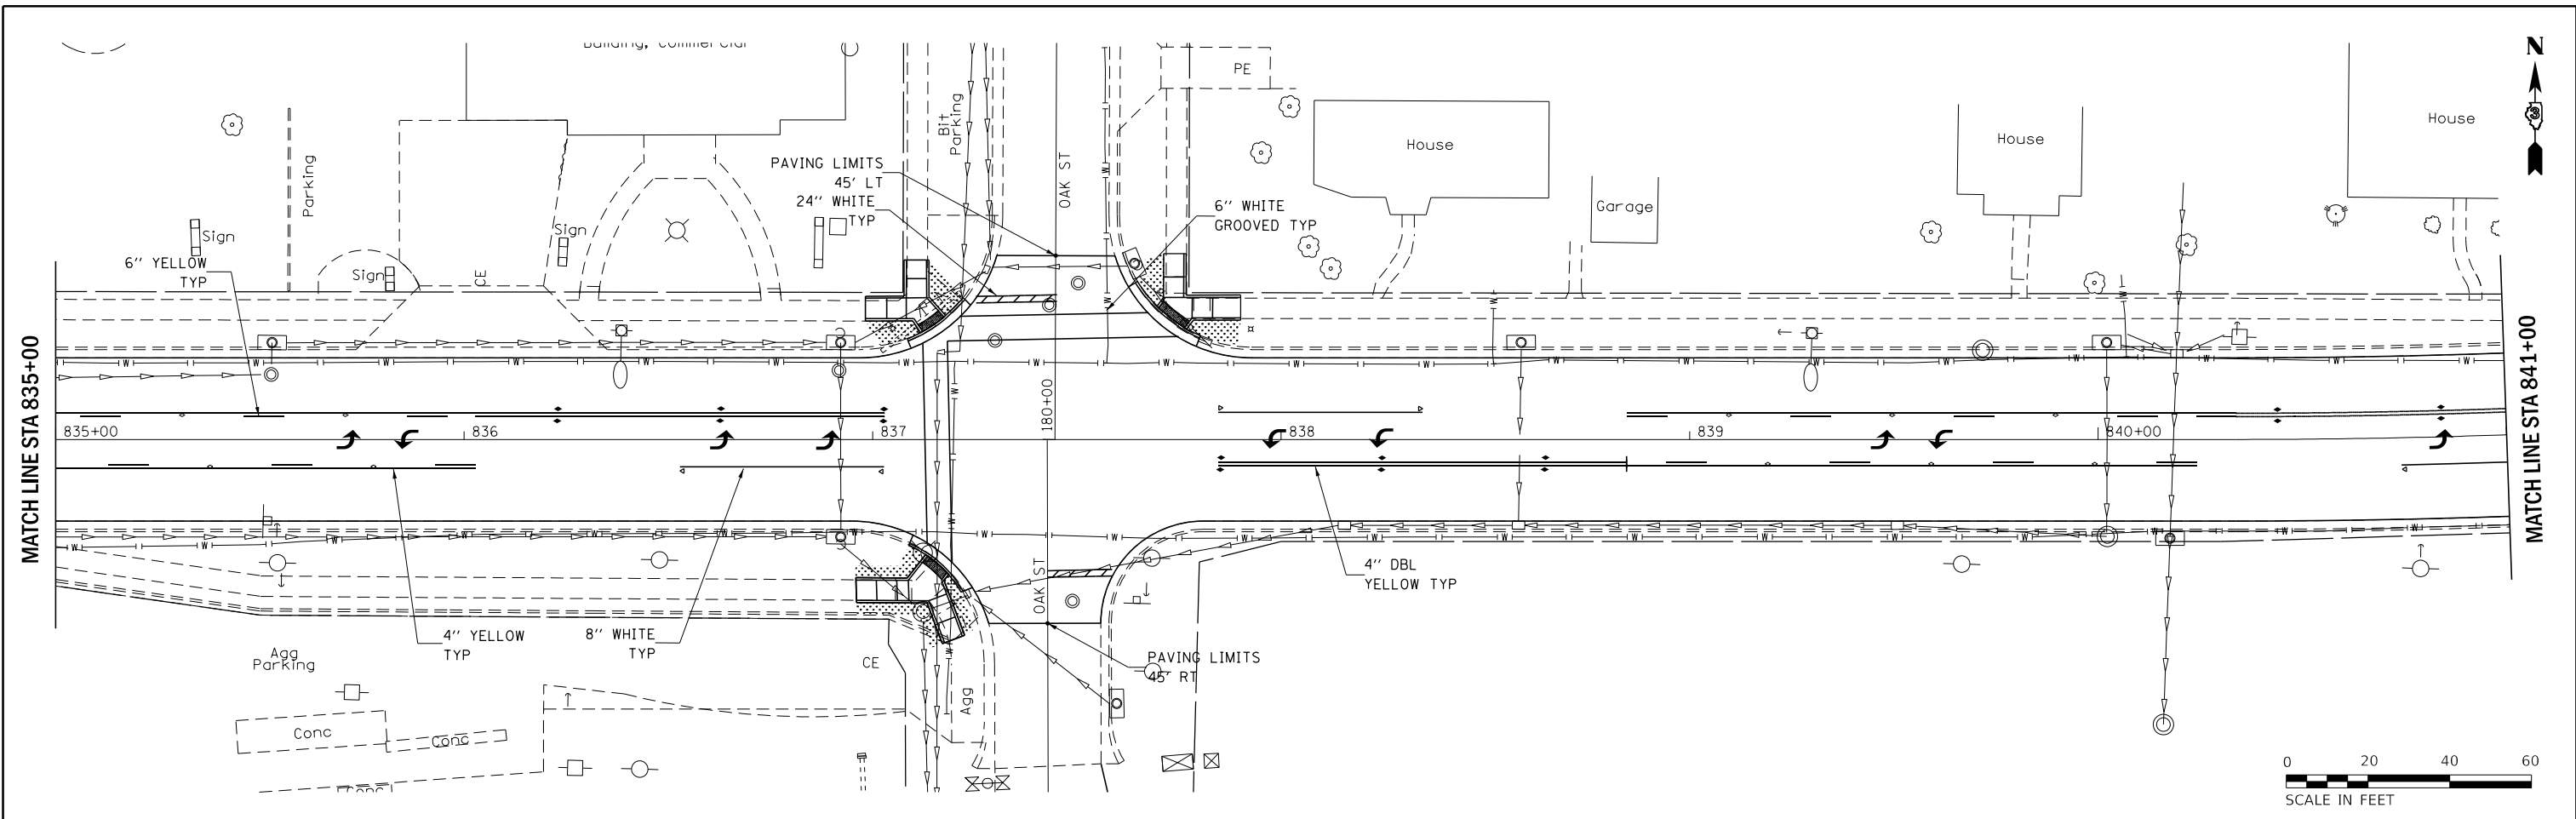 Building, Commercial
N
3
PE
Bit
Parking
House
House
House
Garage
PAVING LIMITS
45' LT
24'' WHITE
TYP
OAK ST
6'' WHITE
GROOVED TYP
Parking
Sign
Sign
Sign
CE
6'' YELLOW
TYP
MATCH LINE STA 835+00
MATCH LINE STA 841+00
835+00
836
837
180+00
838
839
840+00
4'' YELLOW
TYP
8'' WHITE
TYP
4'' DBL
YELLOW TYP
OAK ST
PAVING LIMITS
45' RT
Agg
Parking
CE
Agg
Conc
Conc
Conc
0 20 40 60
SCALE IN FEET